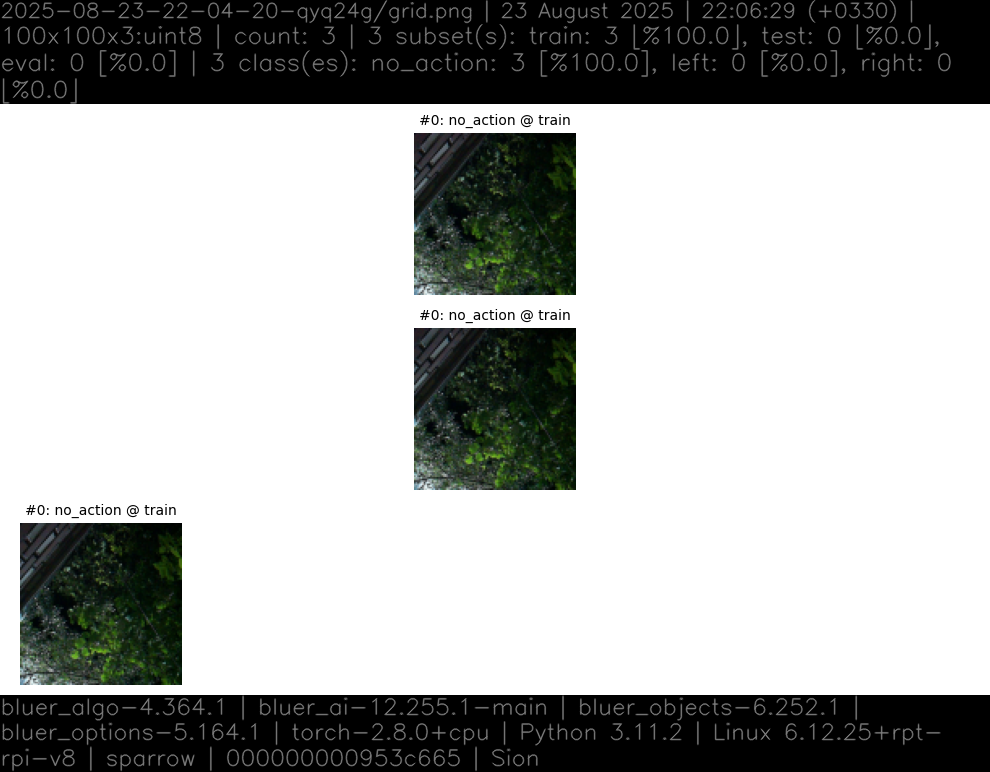 2025-08-23-22-04-20-qyq24g/grid.png | 23 August 2025 | 22:06:29 (+0330) |
100x100x3:uint8 | count: 3 | 3 subset(s): train: 3 [%100.0], test: 0 [%0.0],
eval: 0 [%0.0] | 3 class(es): no_action: 3 [%100.0], left: 0 [%0.0], right: 0
[%0.0]
#0: no_action @ train
#0: no_action @ train
#0: no_action @ train
bluer_algo-4.364.1 | bluer_ai-12.255.1-main | bluer_objects-6.252.1 |
bluer_options-5.164.1 | torch-2.8.0+cpu | Python 3.11.2 | Linux 6.12.25+rpt-
rpi-v8 | sparrow | 000000000953c665 | Sion